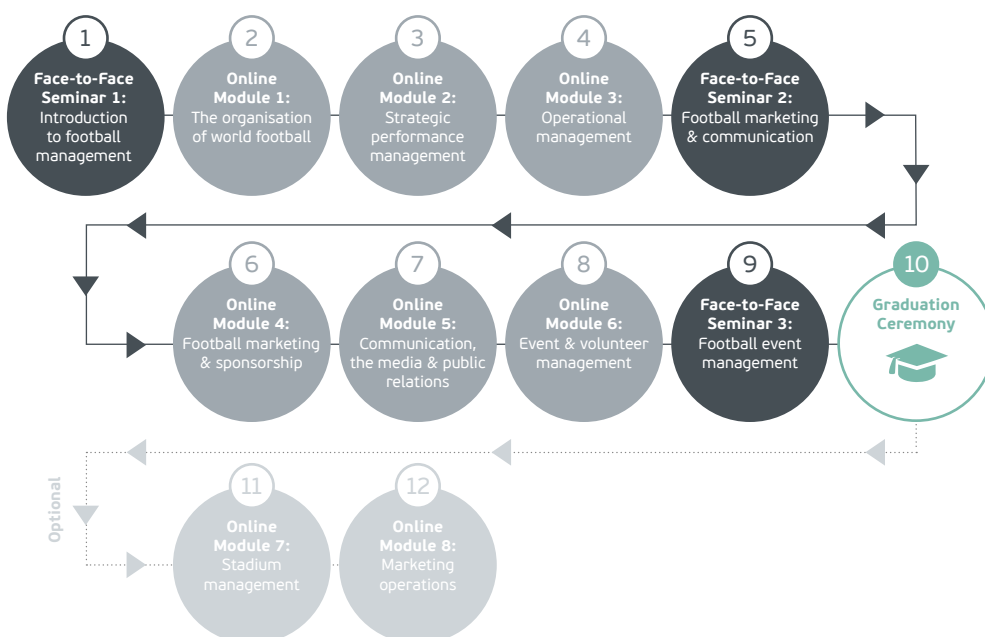 1
Face-to-Face
Seminar 1:
Introduction
to football
management
2
Online
Module 1:
The organisation
of world football
3
Online
Module 2:
Strategic
performance
management
4
Online
Module 3:
Operational
management
5
Face-to-Face
Seminar 2:
Football marketing
& communication
6
Online
Module 4:
Football marketing
& sponsorship
7
Online
Module 5:
Communication,
the media & public
relations
8
Online
Module 6:
Event & volunteer
management
9
Face-to-Face
Seminar 3:
Football event
management
10
Graduation
Ceremony
Optional
11
Online
Module 7:
Stadium
management
12
Online
Module 8:
Marketing
operations